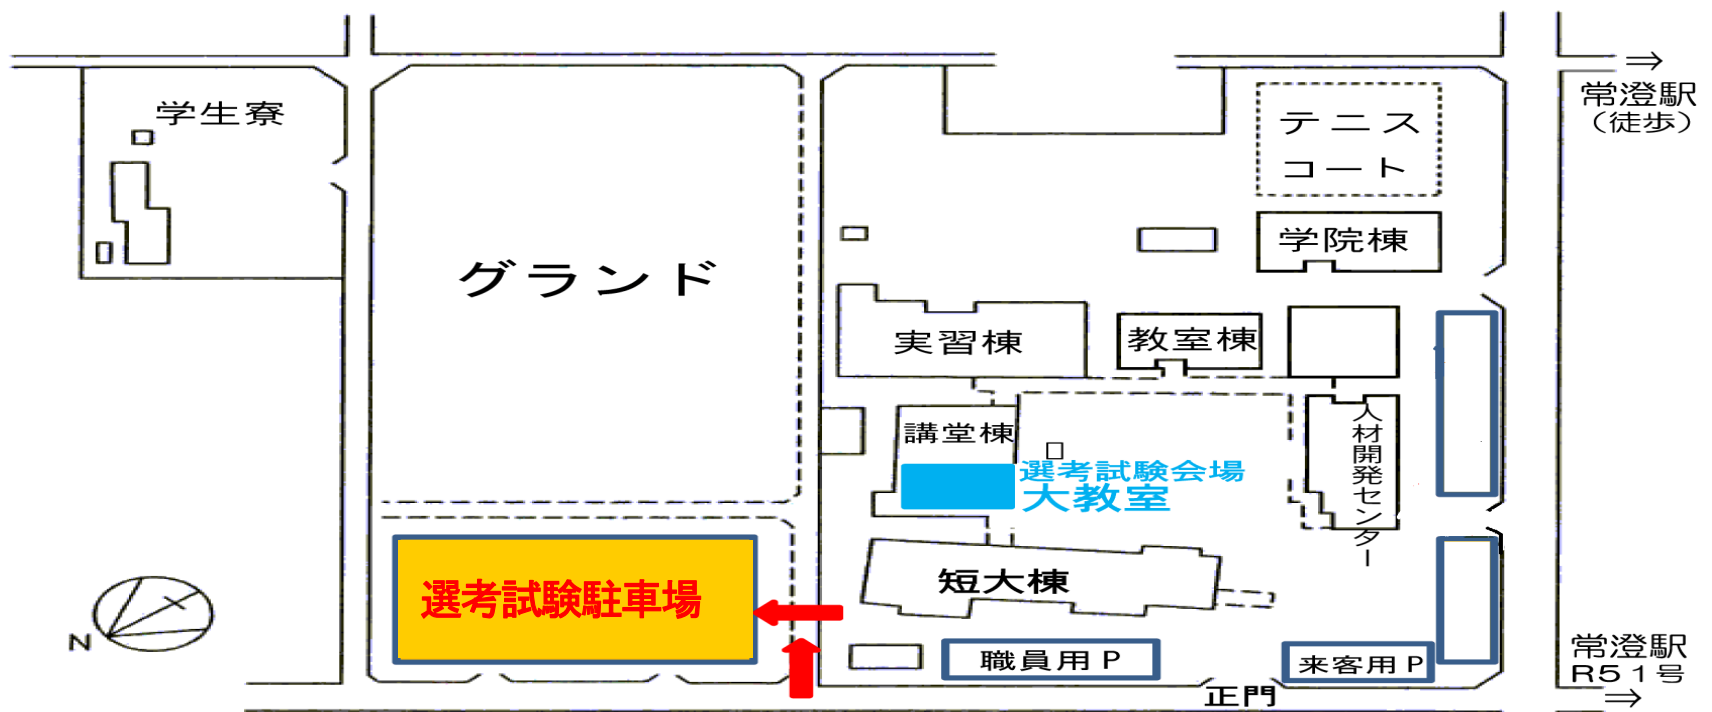 ⇒
常澄駅
（徒歩）
学生寮
テニス
コート
学院棟
グランド
実習棟
教室棟
講堂棟
人材開発センター
選考試験会場
大教室
短大棟
選考試験駐車場
N
職員用P
来客用P
正門
常澄駅
R51号
⇒